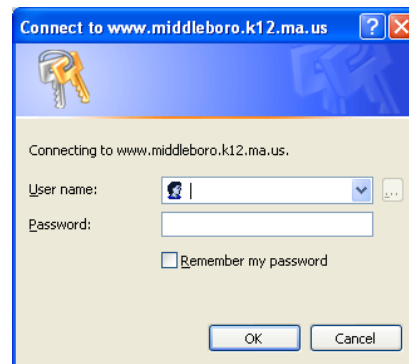 Connect to www.middleboro.k12.ma.us
Connecting to www.middleboro.k12.ma.us.
User name:
...
Password:
Remember my password
OK
Cancel